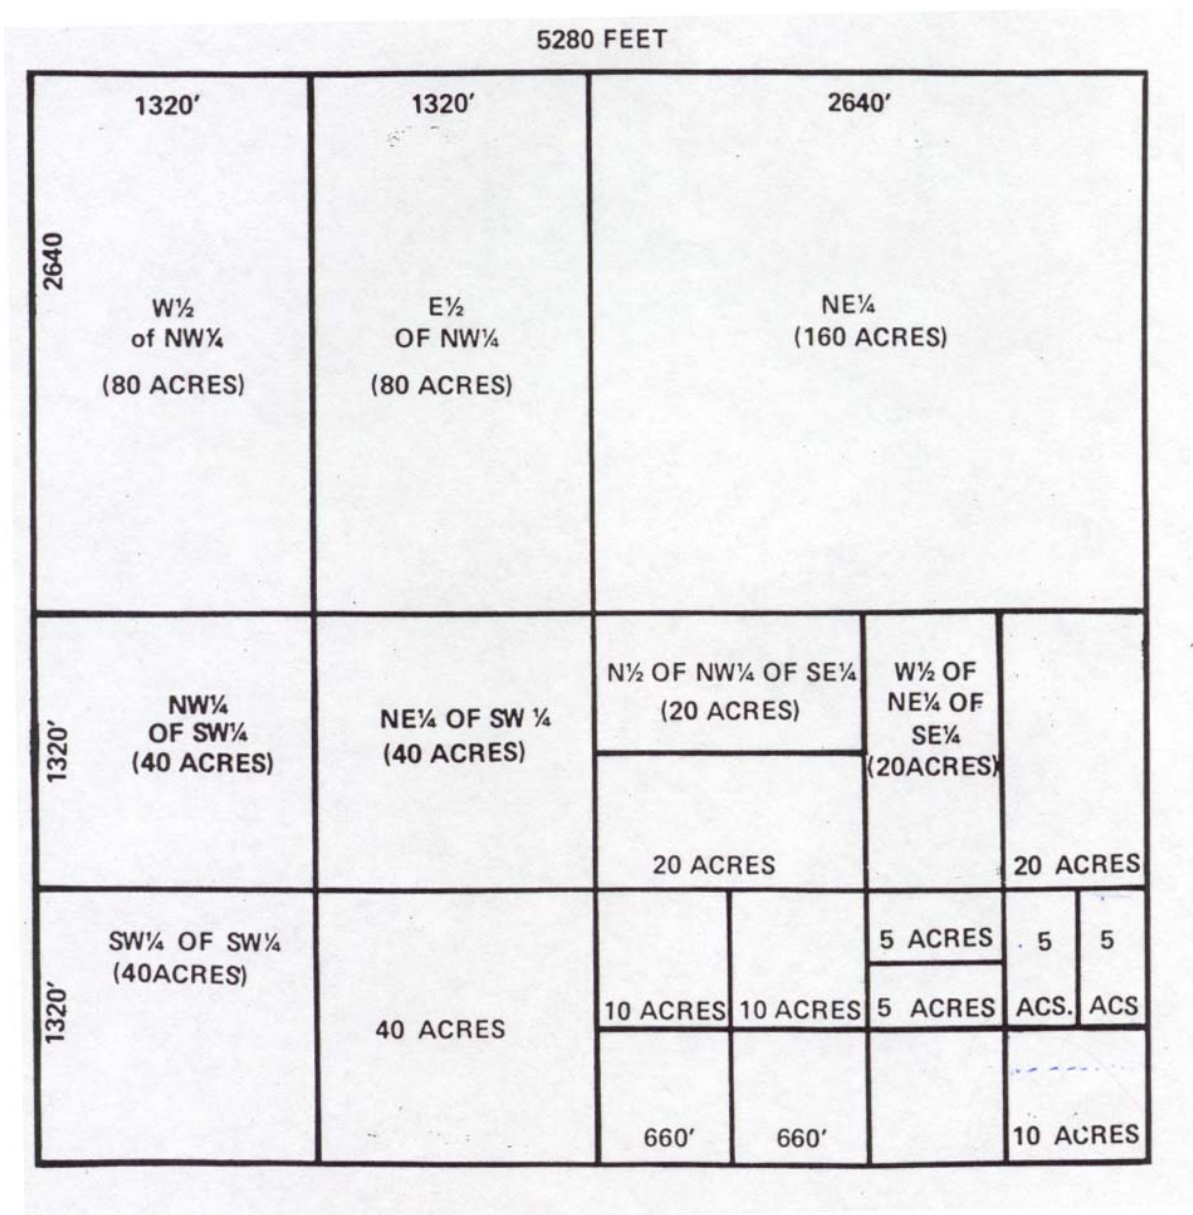 5280 FEET
1320′
1320′
2640′
2640
W½
of NW¼
(80 ACRES)
E½
OF NW¼
(80 ACRES)
NE¼
(160 ACRES)
1320′
NW¼
OF SW¼
(40 ACRES)
NE¼ OF SW ¼
(40 ACRES)
N½ OF NW¼ OF SE¼
(20 ACRES)
20 ACRES
W½ OF
NE¼ OF
SE¼
(20ACRES)
20 ACRES
1320′
SW¼ OF SW¼
(40ACRES)
40 ACRES
10 ACRES
10 ACRES
5 ACRES
5 ACRES
5
ACS.
5
ACS
660′
660′
10 ACRES